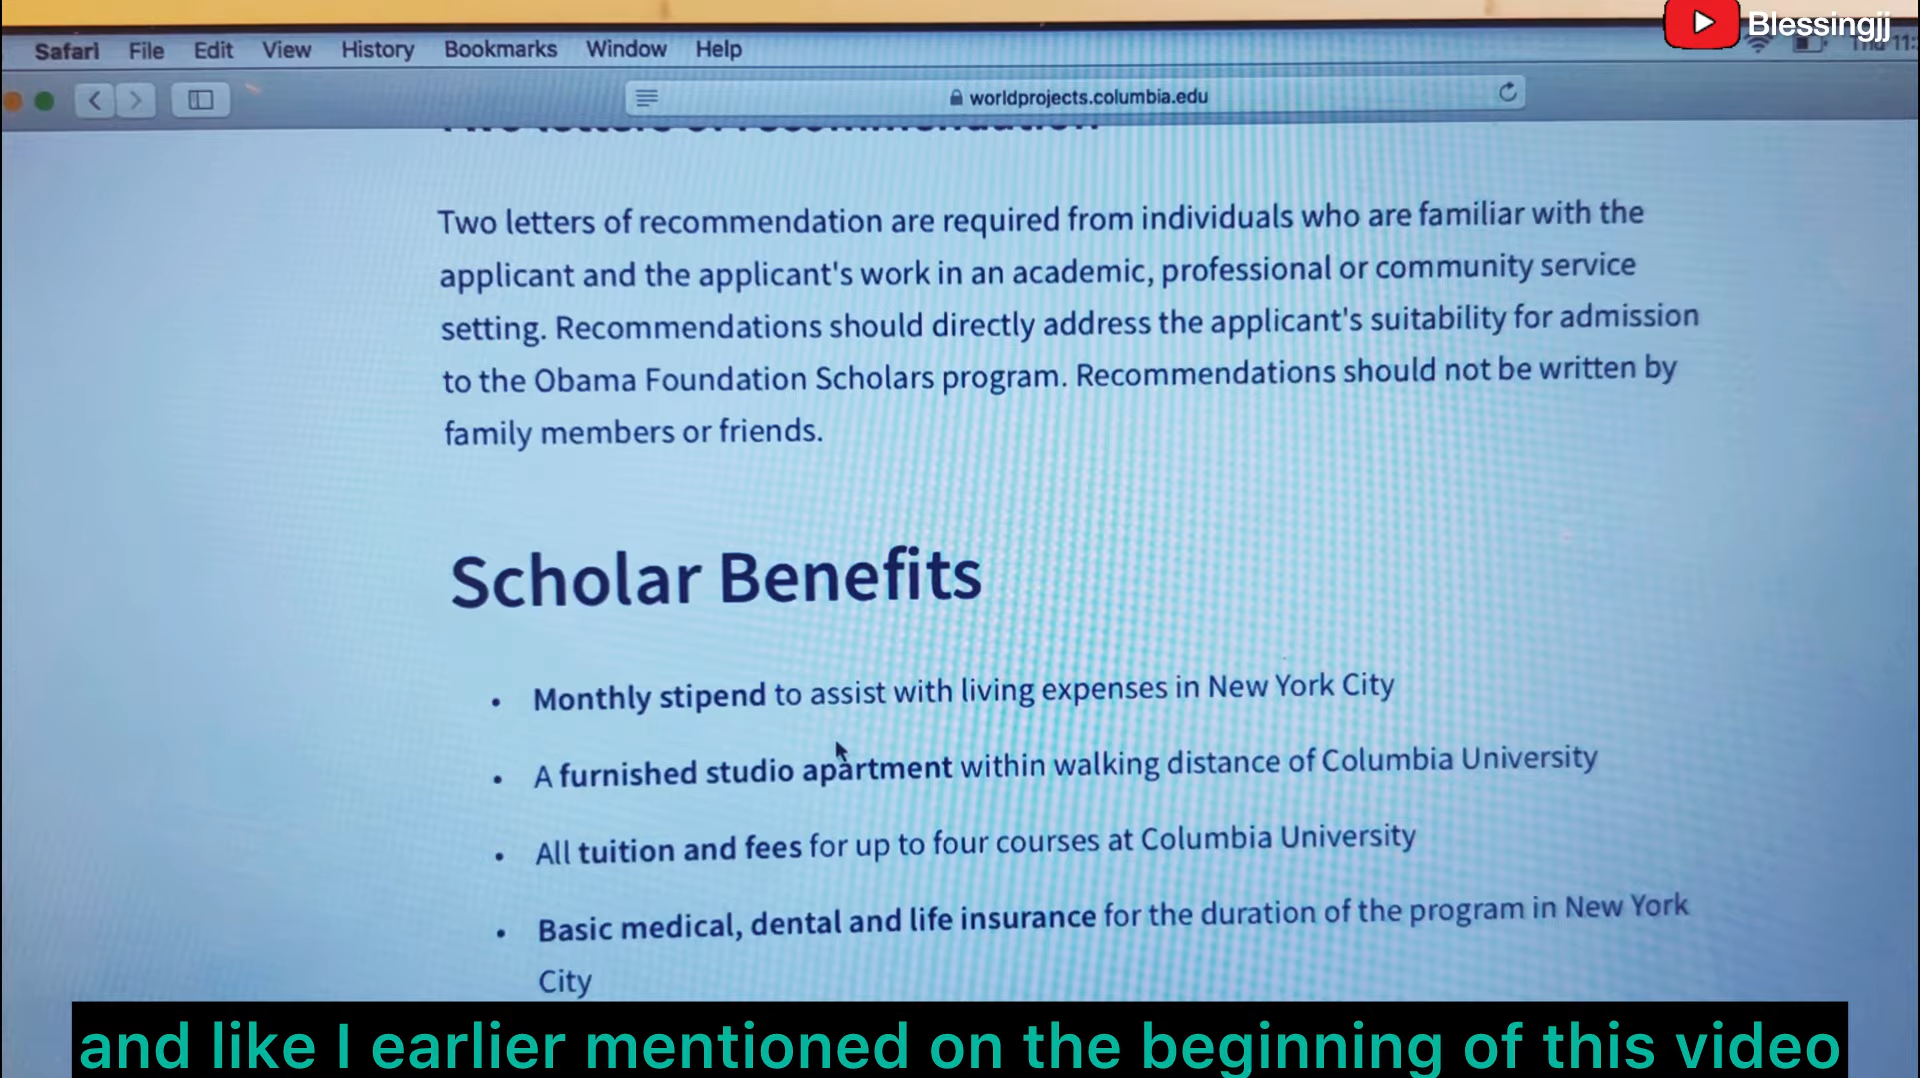 Blessingjj
Safari File Edit View History Bookmarks Window Help
worldprojects.columbia.edu
Two letters of recommendation
Two letters of recommendation are required from individuals who are familiar with the
applicant and the applicant's work in an academic, professional or community service
setting. Recommendations should directly address the applicant's suitability for admission
to the Obama Foundation Scholars program. Recommendations should not be written by
family members or friends.
Scholar Benefits
• Monthly stipend to assist with living expenses in New York City
• A furnished studio apartment within walking distance of Columbia University
• All tuition and fees for up to four courses at Columbia University
• Basic medical, dental and life insurance for the duration of the program in New York
City
and like I earlier mentioned on the beginning of this video